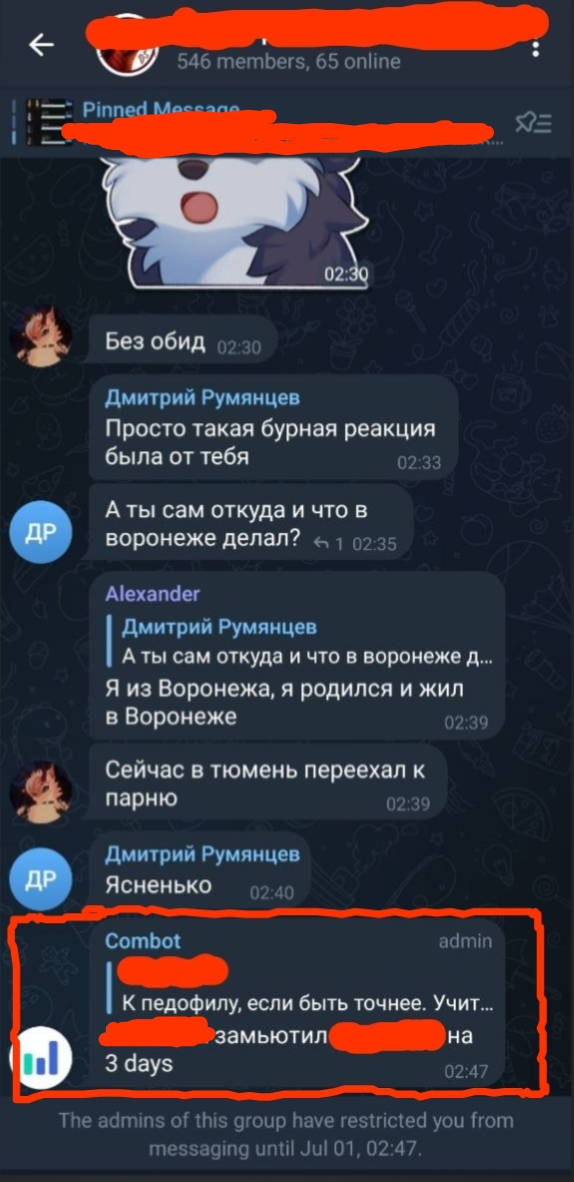 546 members, 65 online
Pinned Message
02:30
Без обид 02:30
Дмитрий Румянцев
Просто такая бурная реакция
была от тебя 02:33
ДР
А ты сам откуда и что в
воронеже делал? 1 02:35
Alexander
Дмитрий Румянцев
А ты сам откуда и что в воронеже д...
Я из Воронежа, я родился и жил
в Воронеже 02:39
Сейчас в тюмень переехал к
парню 02:39
ДР
Дмитрий Румянцев
Ясненько 02:40
Combot admin
К педофилу, если быть точнее. Учит...
замьютил на
3 days 02:47
The admins of this group have restricted you from
messaging until Jul 01, 02:47.